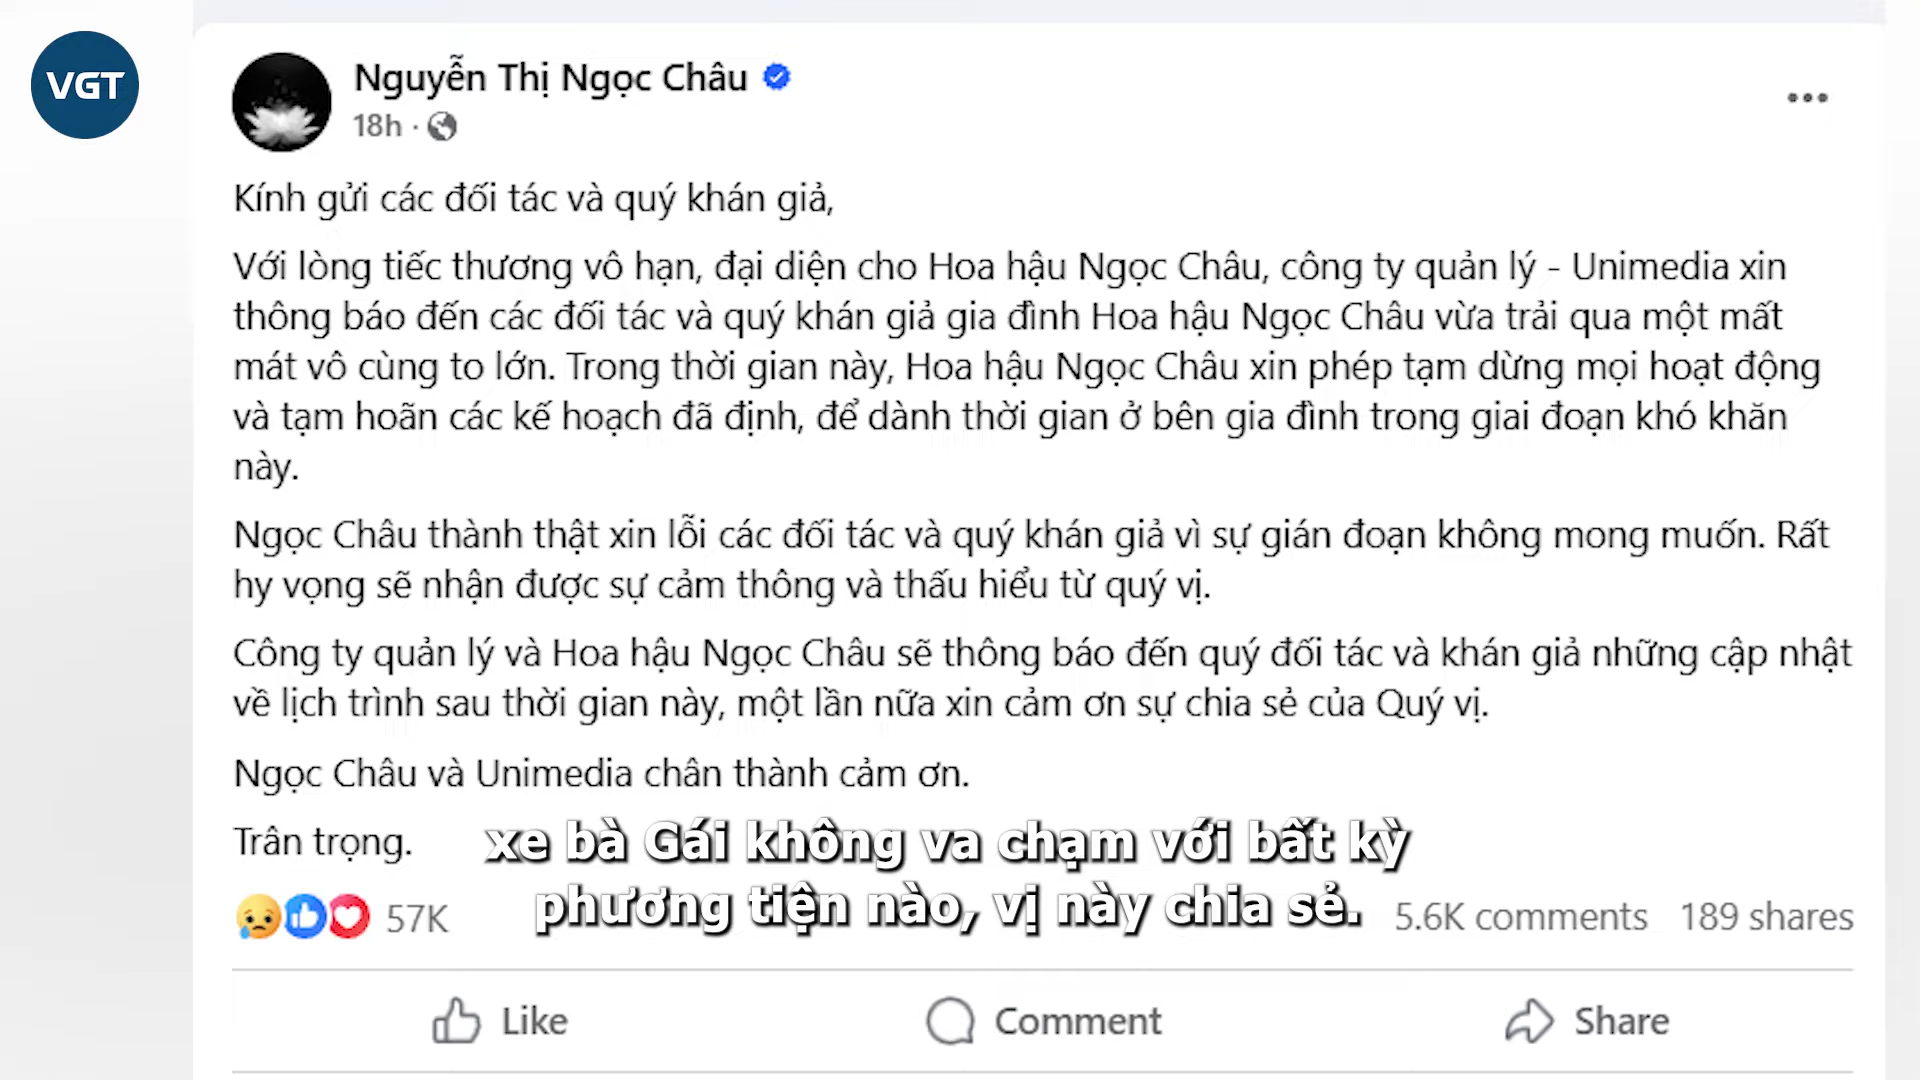 VGT
Nguyễn Thị Ngọc Châu
18h ·
Kính gửi các đối tác và quý khán giả,
Với lòng tiếc thương vô hạn, đại diện cho Hoa hậu Ngọc Châu, công ty quản lý - Unimedia xin
thông báo đến các đối tác và quý khán giả gia đình Hoa hậu Ngọc Châu vừa trải qua một mất
mát vô cùng to lớn. Trong thời gian này, Hoa hậu Ngọc Châu xin phép tạm dừng mọi hoạt động
và tạm hoãn các kế hoạch đã định, để dành thời gian ở bên gia đình trong giai đoạn khó khăn
này.
Ngọc Châu thành thật xin lỗi các đối tác và quý khán giả vì sự gián đoạn không mong muốn. Rất
hy vọng sẽ nhận được sự cảm thông và thấu hiểu từ quý vị.
Công ty quản lý và Hoa hậu Ngọc Châu sẽ thông báo đến quý đối tác và khán giả những cập nhật
về lịch trình sau thời gian này, một lần nữa xin cảm ơn sự chia sẻ của Quý vị.
Ngọc Châu và Unimedia chân thành cảm ơn.
Trân trọng.
xe bà Gái không va chạm với bất kỳ
phương tiện nào, vị này chia sẻ.
57K
5.6K comments 189 shares
Like Comment Share